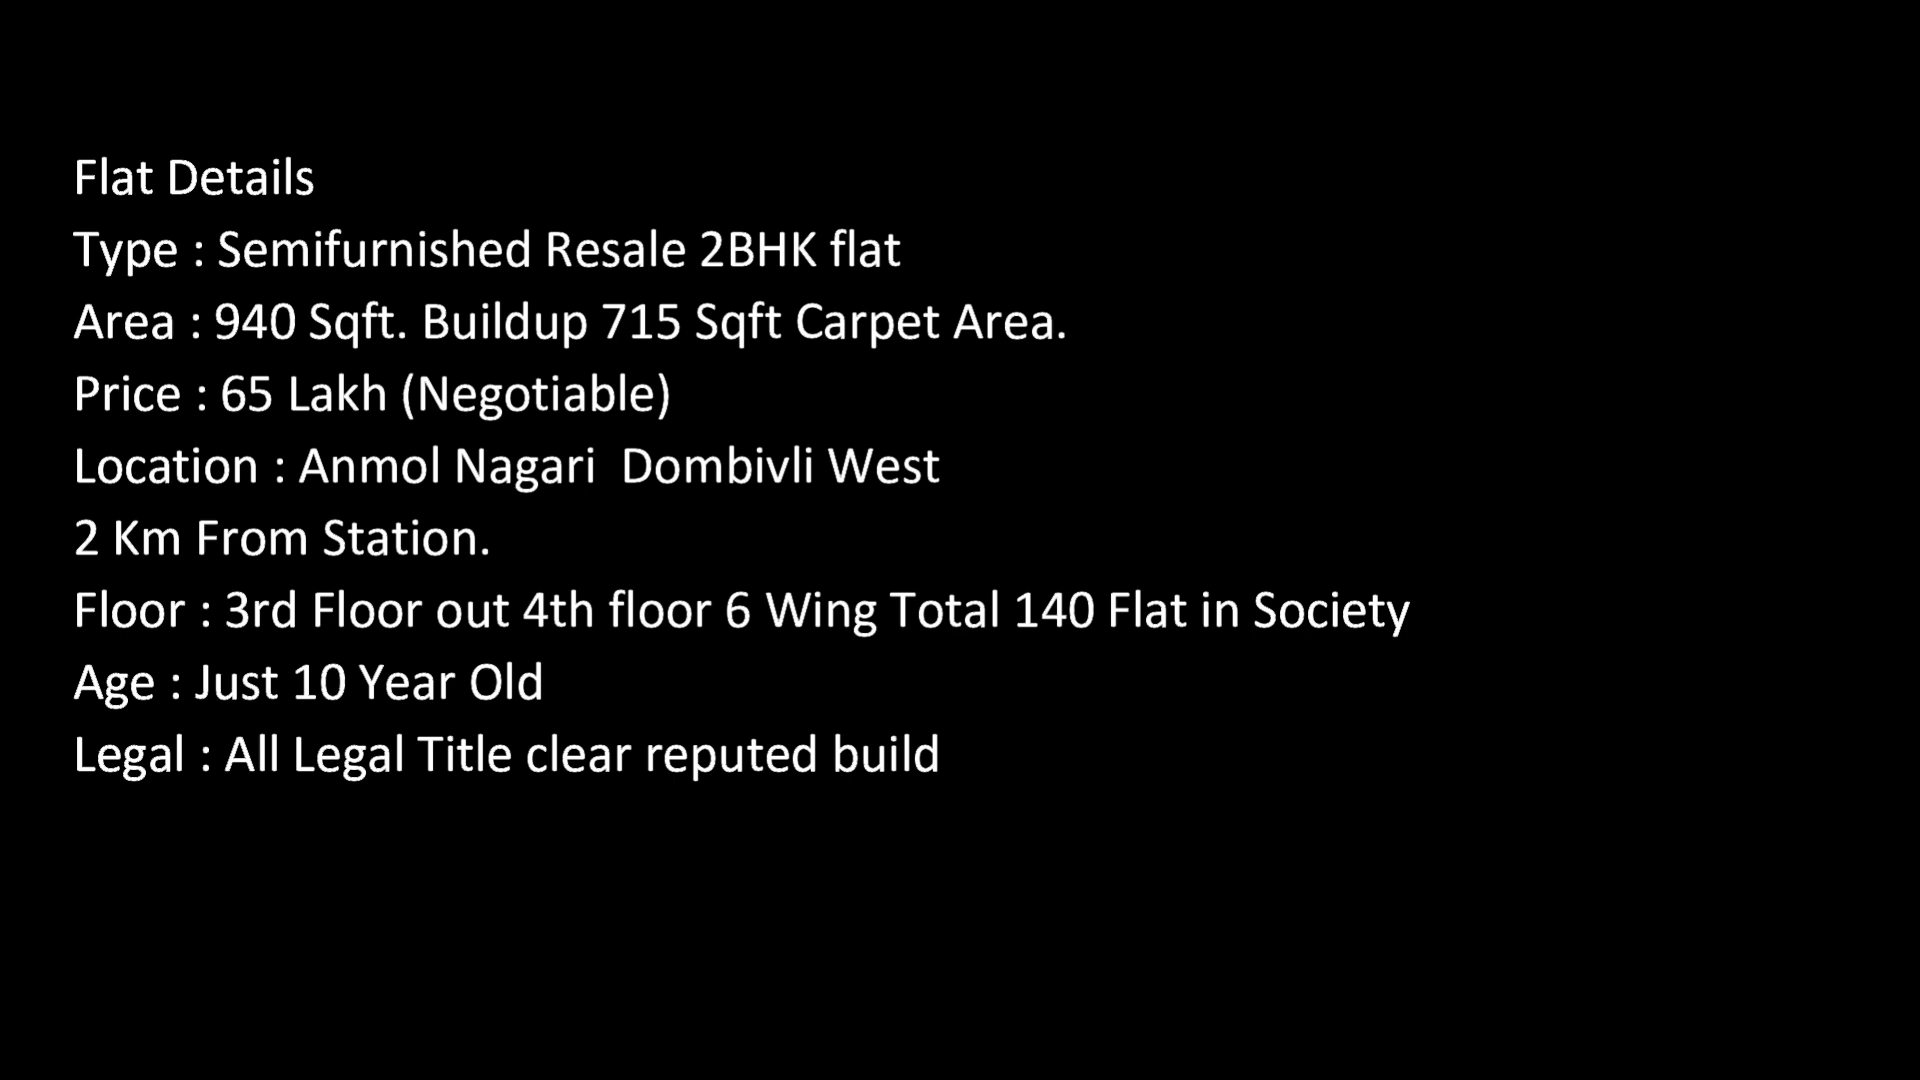 Flat Details
Type : Semifurnished Resale 2BHK flat
Area : 940 Sqft. Buildup 715 Sqft Carpet Area.
Price : 65 Lakh (Negotiable)
Location : Anmol Nagari  Dombivli West
2 Km From Station.
Floor : 3rd Floor out 4th floor 6 Wing Total 140 Flat in Society
Age : Just 10 Year Old
Legal : All Legal Title clear reputed build